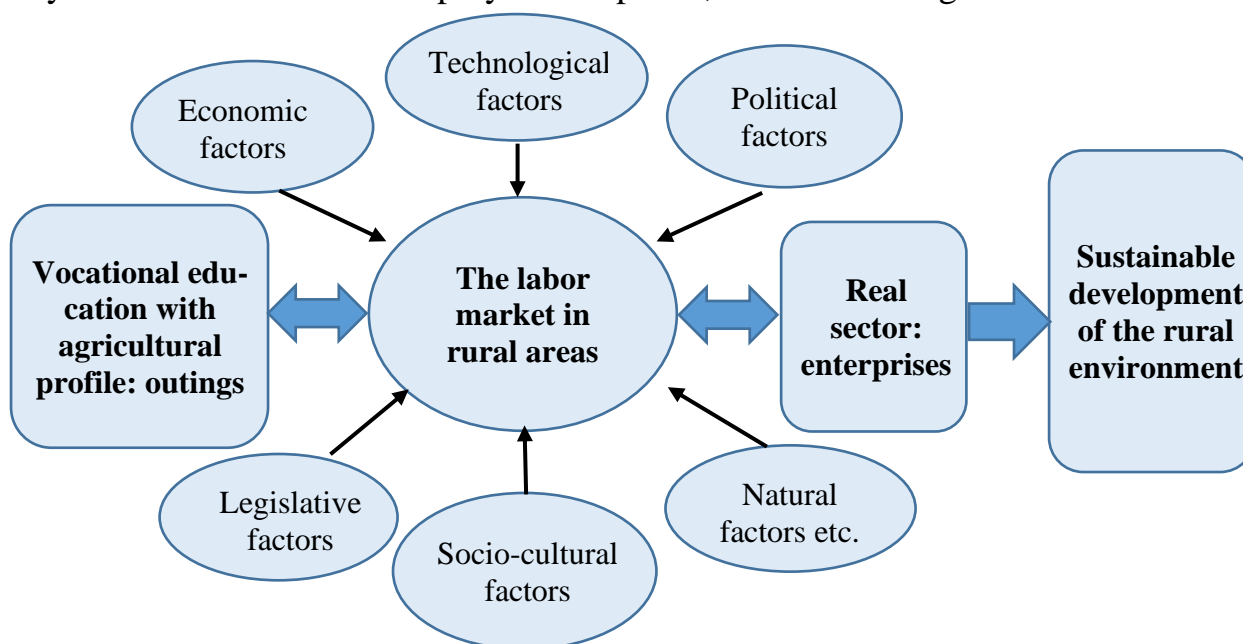 Technological
factors
Economic
factors
Political
factors
Vocational edu-
cation with
agricultural
profile: outings
The labor
market in
rural areas
Real
sector:
enterprises
Sustainable
development
of the rural
environment
Legislative
factors
Socio-cultural
factors
Natural
factors etc.